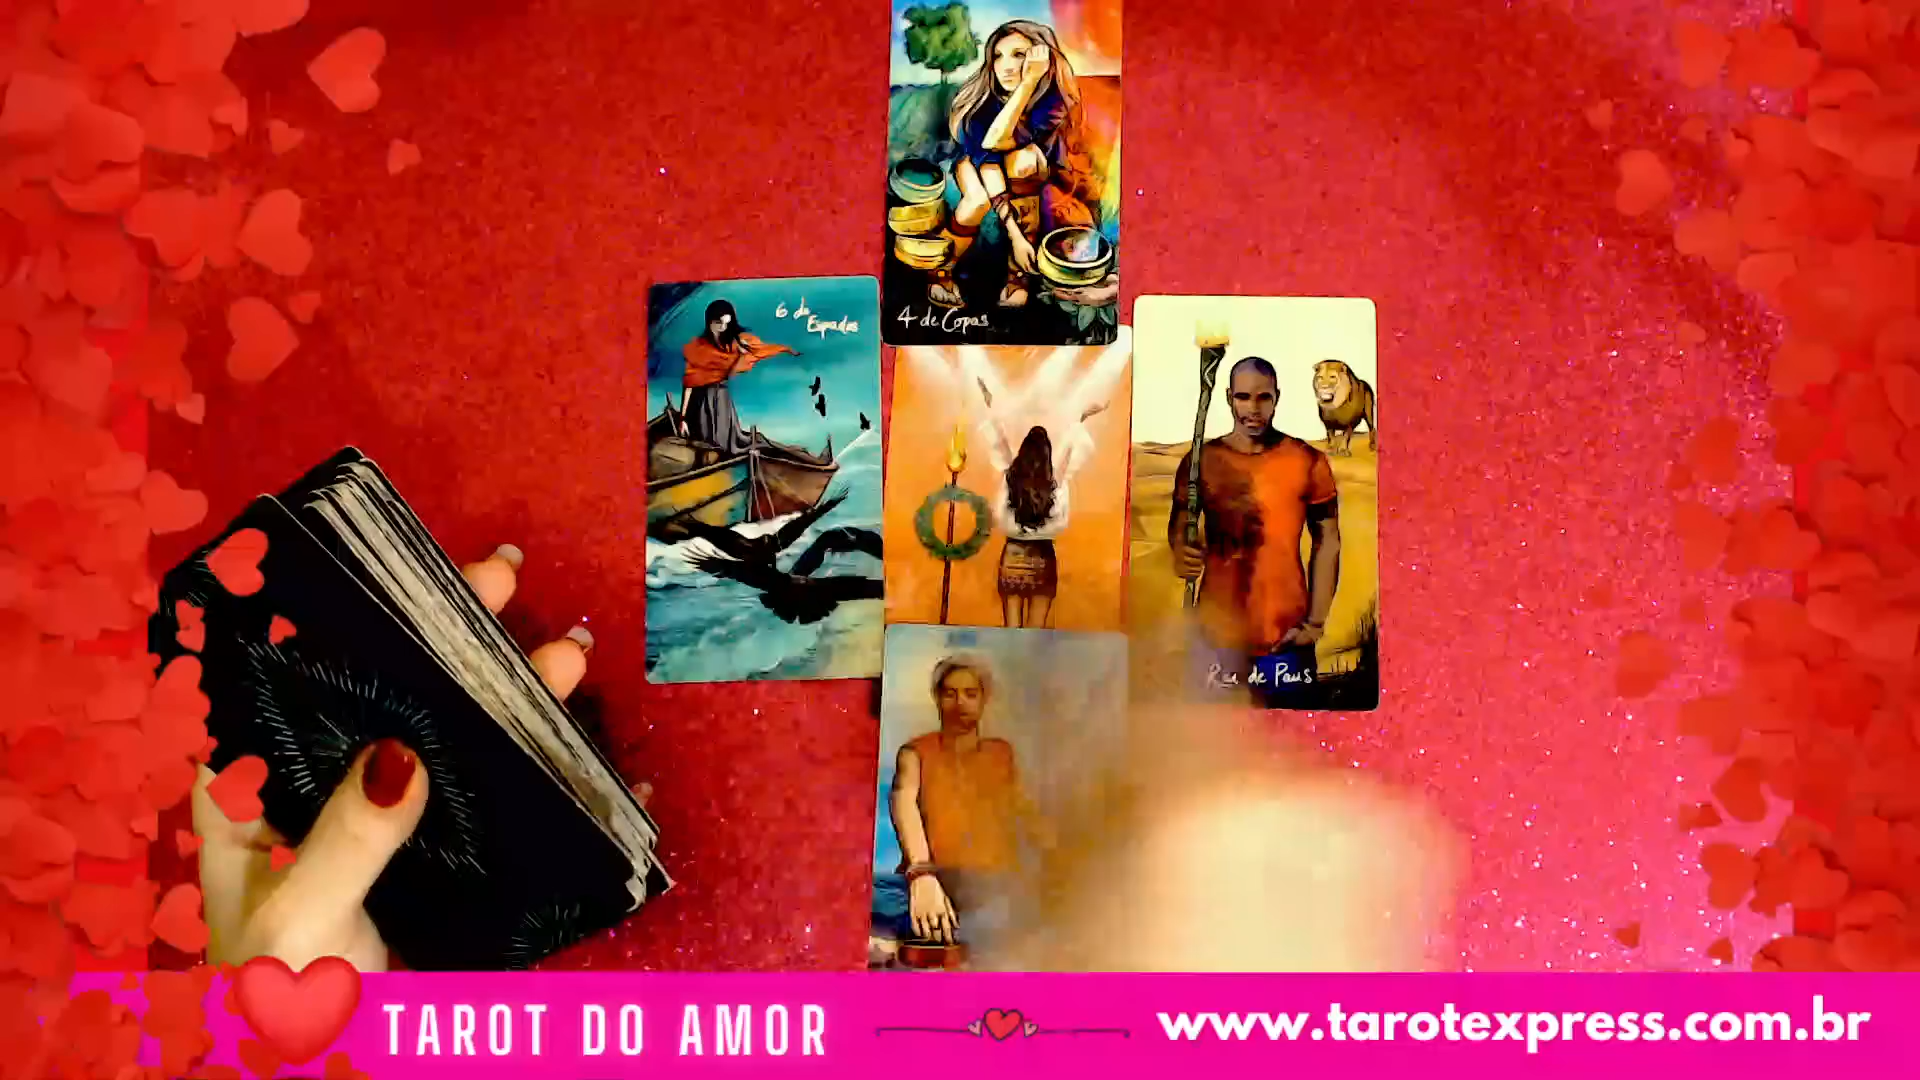 4 de Copas
6 de
Espadas
Rei de Paus
TAROT DO AMOR
www.tarotexpress.com.br